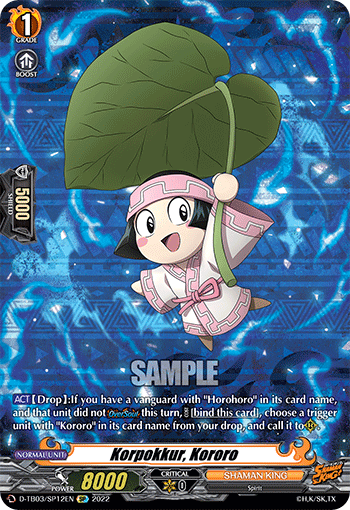 1
GRADE
BOOST
5000
SHIELD
SAMPLE
ACT【Drop】:If you have a vanguard with "Horohoro" in its card name,
and that unit did not this turn, (bind this card), choose a trigger
unit with "Kororo" in its card name from your drop, and call it to R.
NORMAL UNIT
Korpokkur, Kororo
POWER 8000
CRITICAL
0
SHAMAN KING
Spirit
SHAMAN KING
D-TB03/SP12EN SP 2022
©H,K/SK,TX